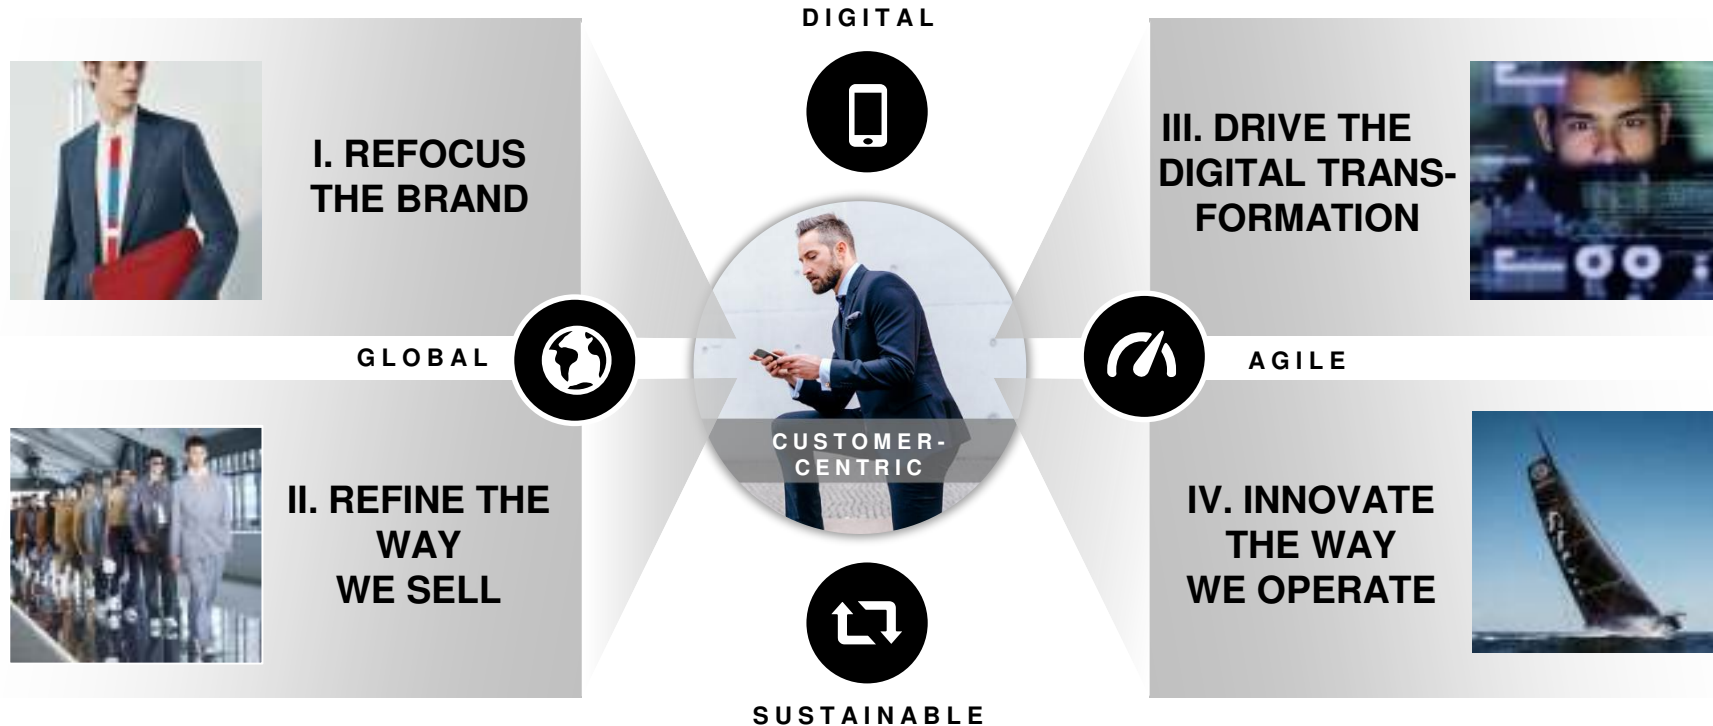 DIGITAL
I. REFOCUS
THE BRAND
III. DRIVE THE
DIGITAL TRANS-
FORMATION
GLOBAL
AGILE
CUSTOMER-
CENTRIC
II. REFINE THE
WAY
WE SELL
IV. INNOVATE
THE WAY
WE OPERATE
SUSTAINABLE